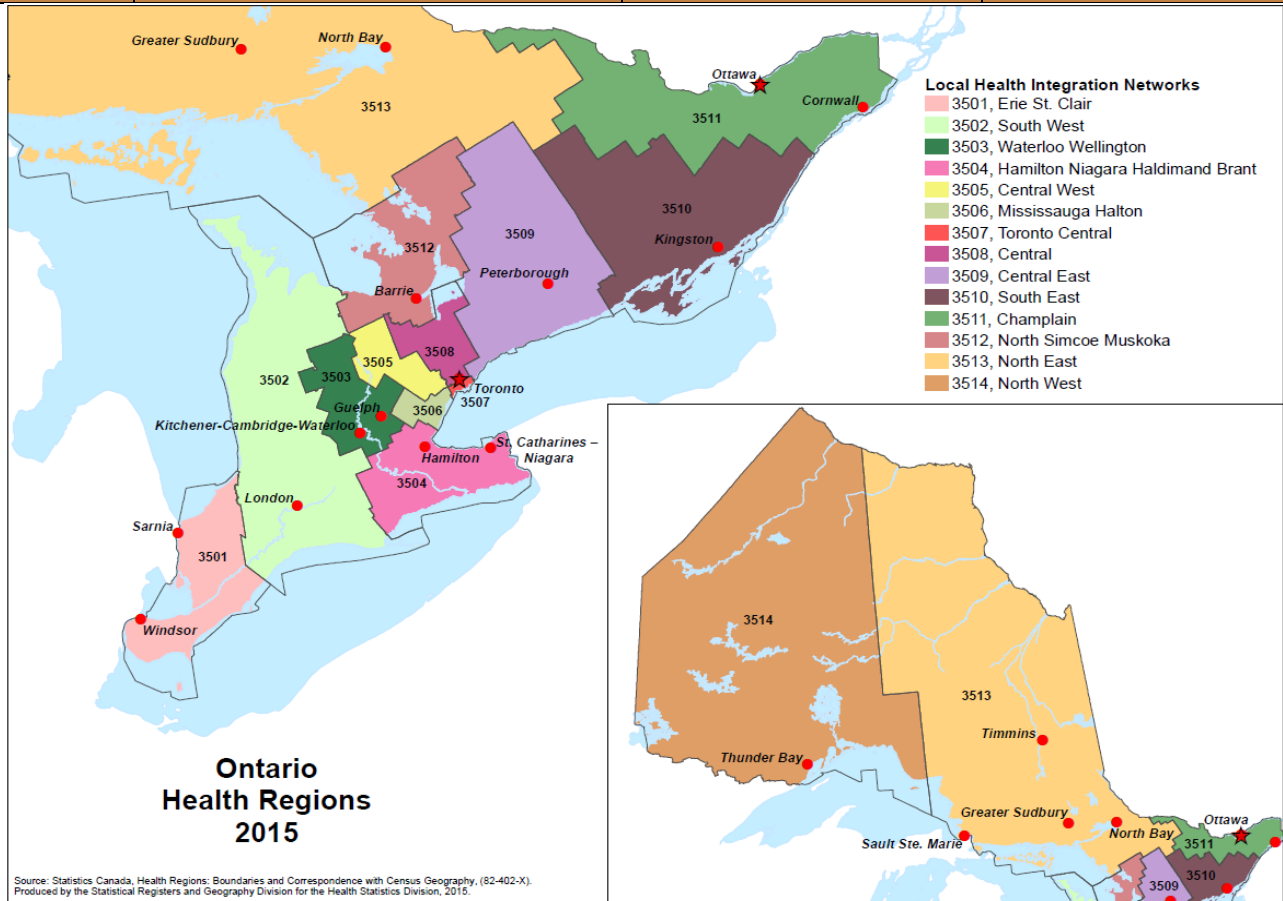 Greater Sudbury
North Bay
3513
Ottawa
Cornwall
3511
3510
Kingston
3509
Peterborough
3512
Barrie
3508
3505
3502
3503
Toronto
3507
Guelph
3506
Kitchener-Cambridge-Waterloo
St. Catharines –
Niagara
Hamilton
3504
London
Sarnia
3501
Windsor
Local Health Integration Networks
3501, Erie St. Clair
3502, South West
3503, Waterloo Wellington
3504, Hamilton Niagara Haldimand Brant
3505, Central West
3506, Mississauga Halton
3507, Toronto Central
3508, Central
3509, Central East
3510, South East
3511, Champlain
3512, North Simcoe Muskoka
3513, North East
3514, North West
3514
3513
Timmins
Thunder Bay
Greater Sudbury
North Bay
Ottawa
Sault Ste. Marie
3511
3510
3509
Ontario
Health Regions
2015
Source: Statistics Canada, Health Regions: Boundaries and Correspondence with Census Geography, (82-402-X).
Produced by the Statistical Registers and Geography Division for the Health Statistics Division, 2015.